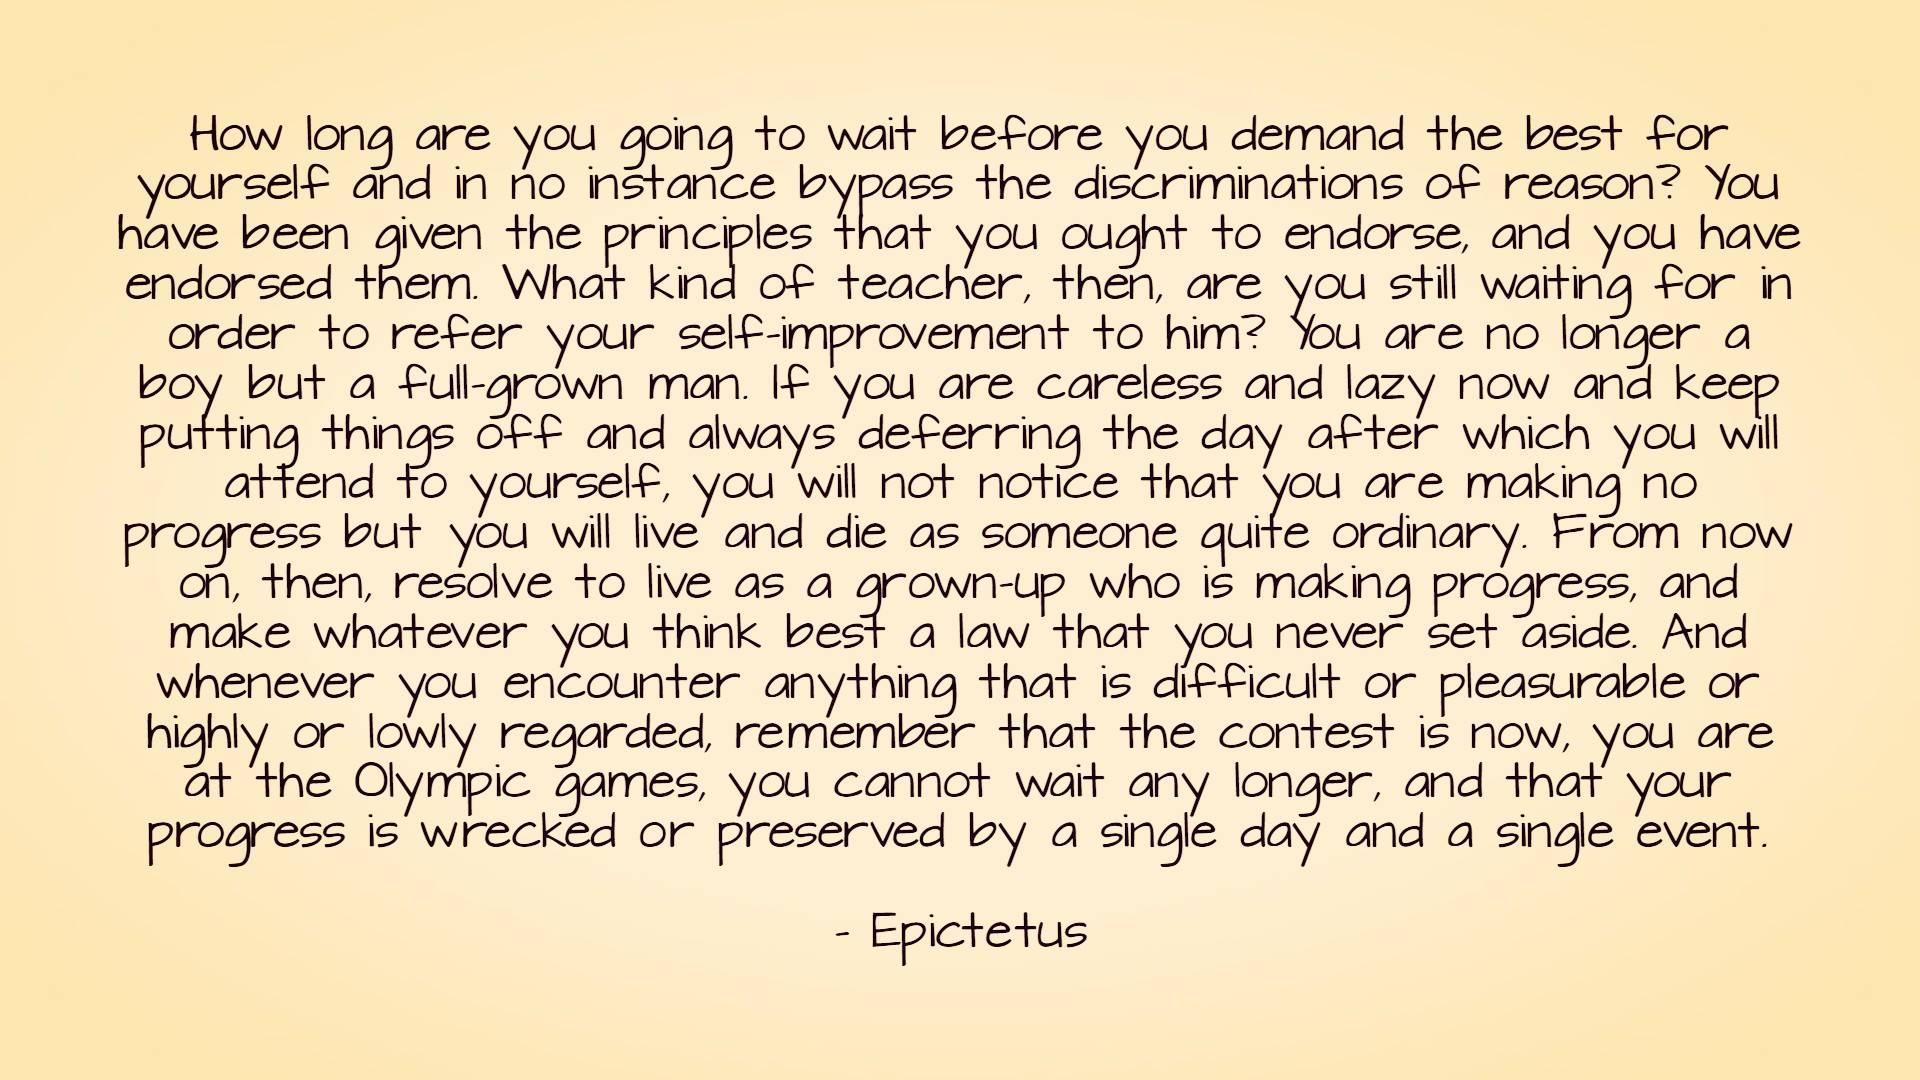 How long are you going to wait before you demand the best for
yourself and in no instance bypass the discriminations of reason? You
have been given the principles that you ought to endorse, and you have
endorsed them. What kind of teacher, then, are you still waiting for in
order to refer your self-improvement to him? You are no longer a
boy but a full-grown man. If you are careless and lazy now and keep
putting things off and always deferring the day after which you will
attend to yourself, you will not notice that you are making no
progress but you will live and die as someone quite ordinary. From now
on, then, resolve to live as a grown-up who is making progress, and
make whatever you think best a law that you never set aside. And
whenever you encounter anything that is difficult or pleasurable or
highly or lowly regarded, remember that the contest is now, you are
at the Olympic games, you cannot wait any longer, and that your
progress is wrecked or preserved by a single day and a single event.
- Epictetus